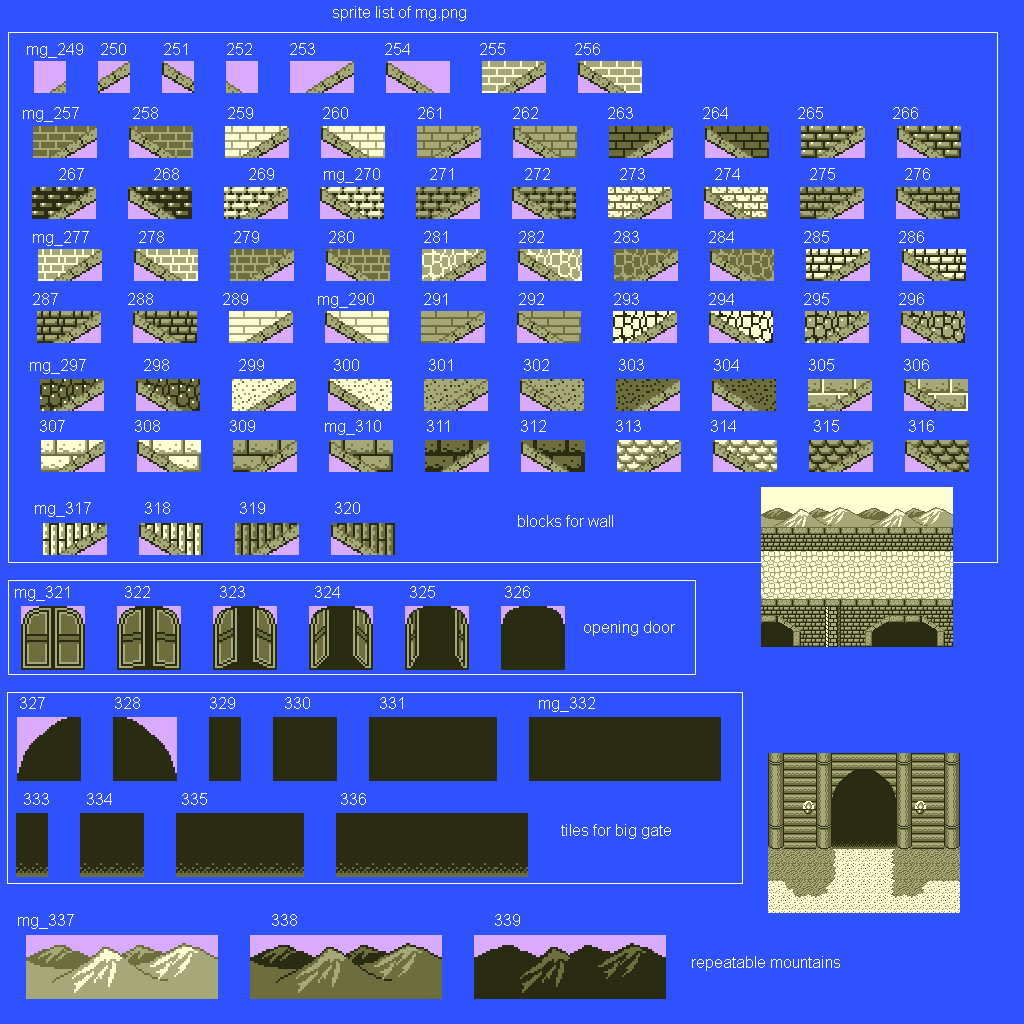 sprite list of mg.png
mg_249 250 251 252 253 254 255 256
mg_257 258 259 260 261 262 263 264 265 266
267 268 269 mg_270 271 272 273 274 275 276
mg_277 278 279 280 281 282 283 284 285 286
287 288 289 mg_290 291 292 293 294 295 296
mg_297 298 299 300 301 302 303 304 305 306
307 308 309 mg_310 311 312 313 314 315 316
mg_317 318 319 320
blocks for wall
mg_321 322 323 324 325 326
opening door
327 328 329 330 331 mg_332
333 334 335 336
tiles for big gate
mg_337 338 339
repeatable mountains